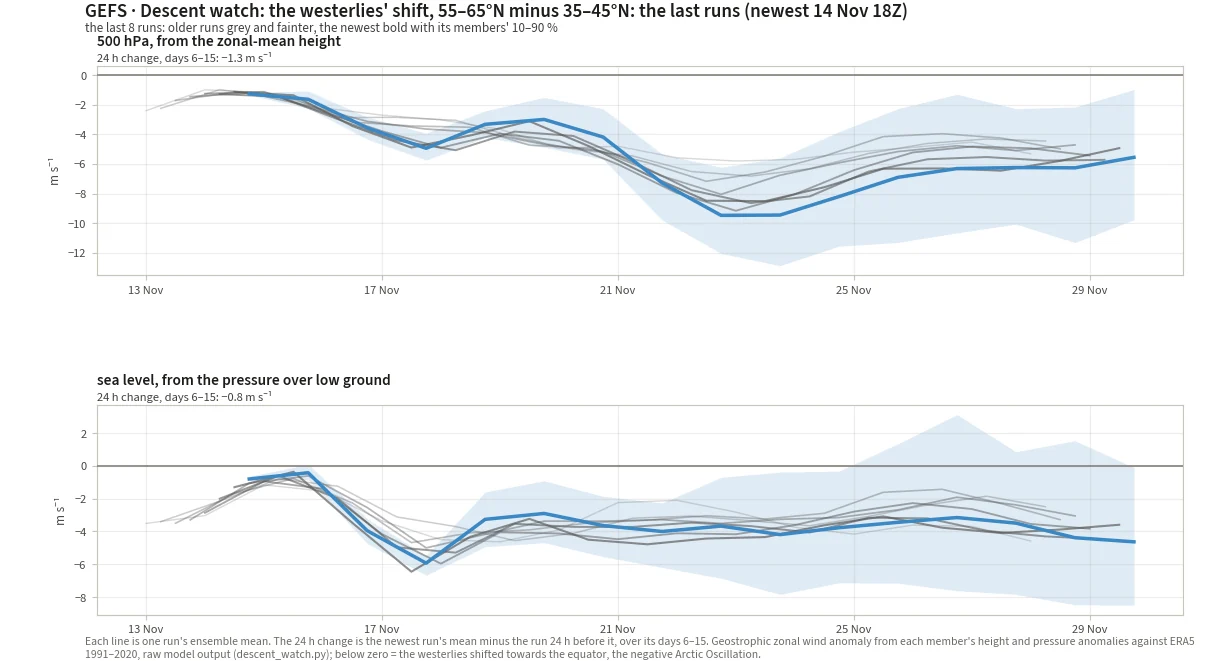 GEFS · Descent watch: the westerlies' shift, 55–65°N minus 35–45°N: the last runs (newest 14 Nov 18Z)
the last 8 runs: older runs grey and fainter, the newest bold with its members' 10–90 %
500 hPa, from the zonal-mean height
24 h change, days 6–15: −1.3 m s⁻¹
0
−2
−4
−6
−8
−10
−12
m s⁻¹
13 Nov 17 Nov 21 Nov 25 Nov 29 Nov
sea level, from the pressure over low ground
24 h change, days 6–15: −0.8 m s⁻¹
2
0
−2
−4
−6
−8
m s⁻¹
13 Nov 17 Nov 21 Nov 25 Nov 29 Nov
Each line is one run's ensemble mean. The 24 h change is the newest run's mean minus the run 24 h before it, over its days 6–15. Geostrophic zonal wind anomaly from each member's height and pressure anomalies against ERA5
1991–2020, raw model output (descent_watch.py); below zero = the westerlies shifted towards the equator, the negative Arctic Oscillation.